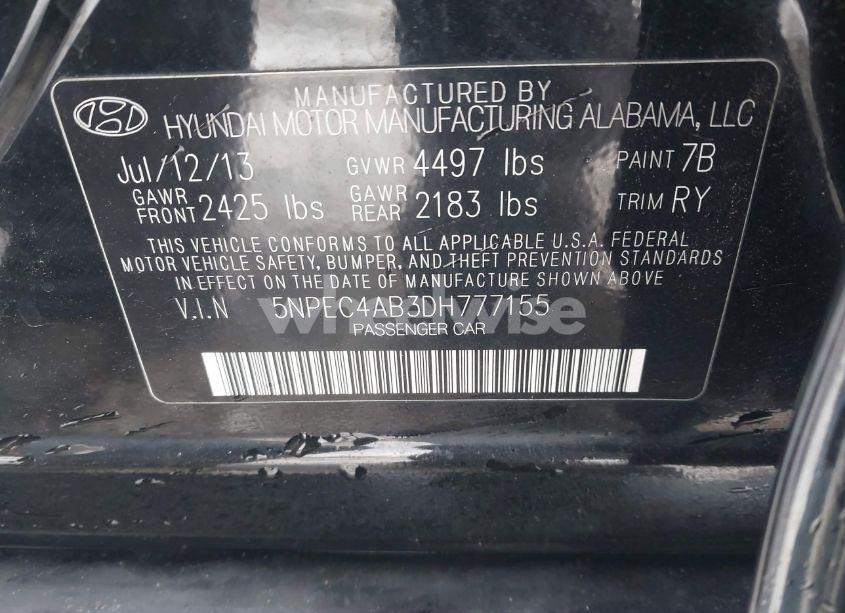 MANUFACTURED BY
HYUNDAI MOTOR MANUFACTURING ALABAMA, LLC
Jul/12/13 GVWR 4497 lbs PAINT 7B
GAWR FRONT 2425 lbs GAWR REAR 2183 lbs TRIM RY
THIS VEHICLE CONFORMS TO ALL APPLICABLE U.S.A. FEDERAL
MOTOR VEHICLE SAFETY, BUMPER, AND THEFT PREVENTION STANDARDS
IN EFFECT ON THE DATE OF MANUFACTURE SHOWN ABOVE
V.I.N 5NPEC4AB3DH777155
PASSENGER CAR
wheelwise